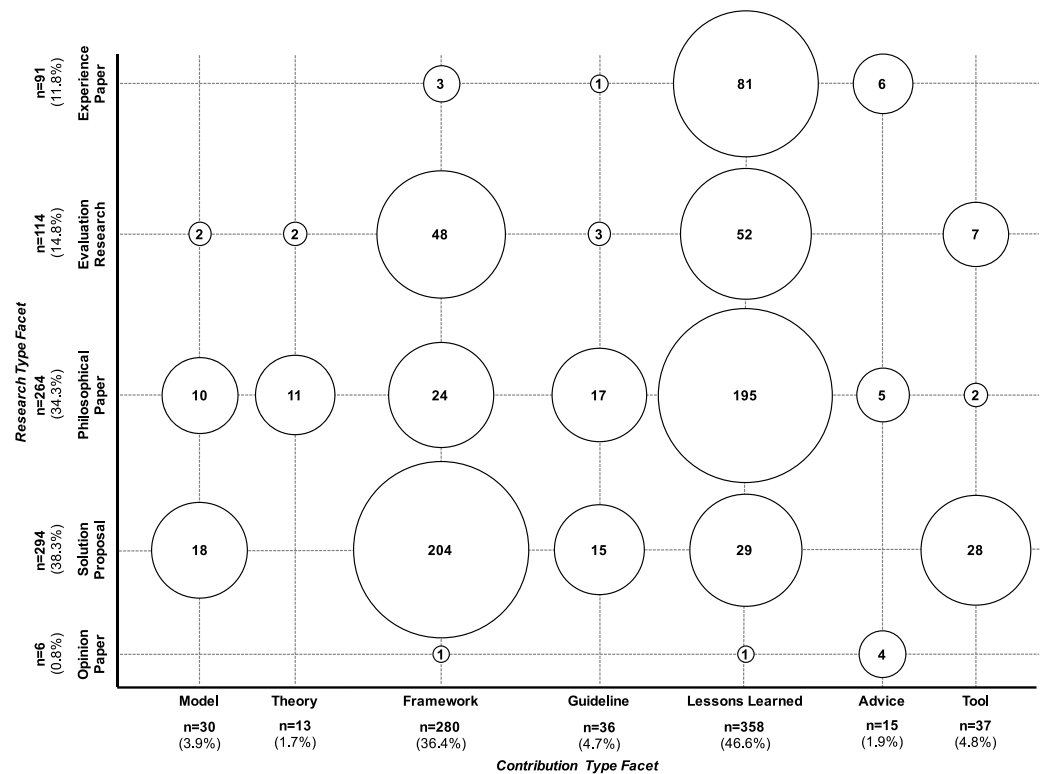 Research Type Facet
n=91
(11.8%)
Experience
Paper
3
1
81
6
n=114
(14.8%)
Evaluation
Research
2
2
48
3
52
7
n=264
(34.3%)
Philosophical
Paper
10
11
24
17
195
5
2
n=294
(38.3%)
Solution
Proposal
18
204
15
29
28
n=6
(0.8%)
Opinion
Paper
1
1
4
Model
n=30
(3.9%)
Theory
n=13
(1.7%)
Framework
n=280
(36.4%)
Guideline
n=36
(4.7%)
Lessons Learned
n=358
(46.6%)
Advice
n=15
(1.9%)
Tool
n=37
(4.8%)
Contribution Type Facet